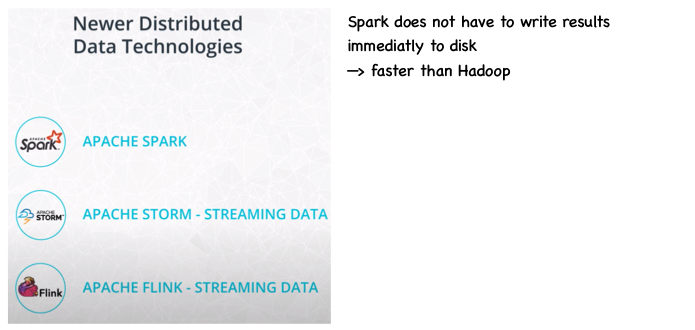 Newer Distributed
Data Technologies
APACHE
Spark
APACHE SPARK
APACHE
STORM
APACHE STORM - STREAMING DATA
Flink
APACHE FLINK - STREAMING DATA
Spark does not have to write results
immediatly to disk
→ faster than Hadoop